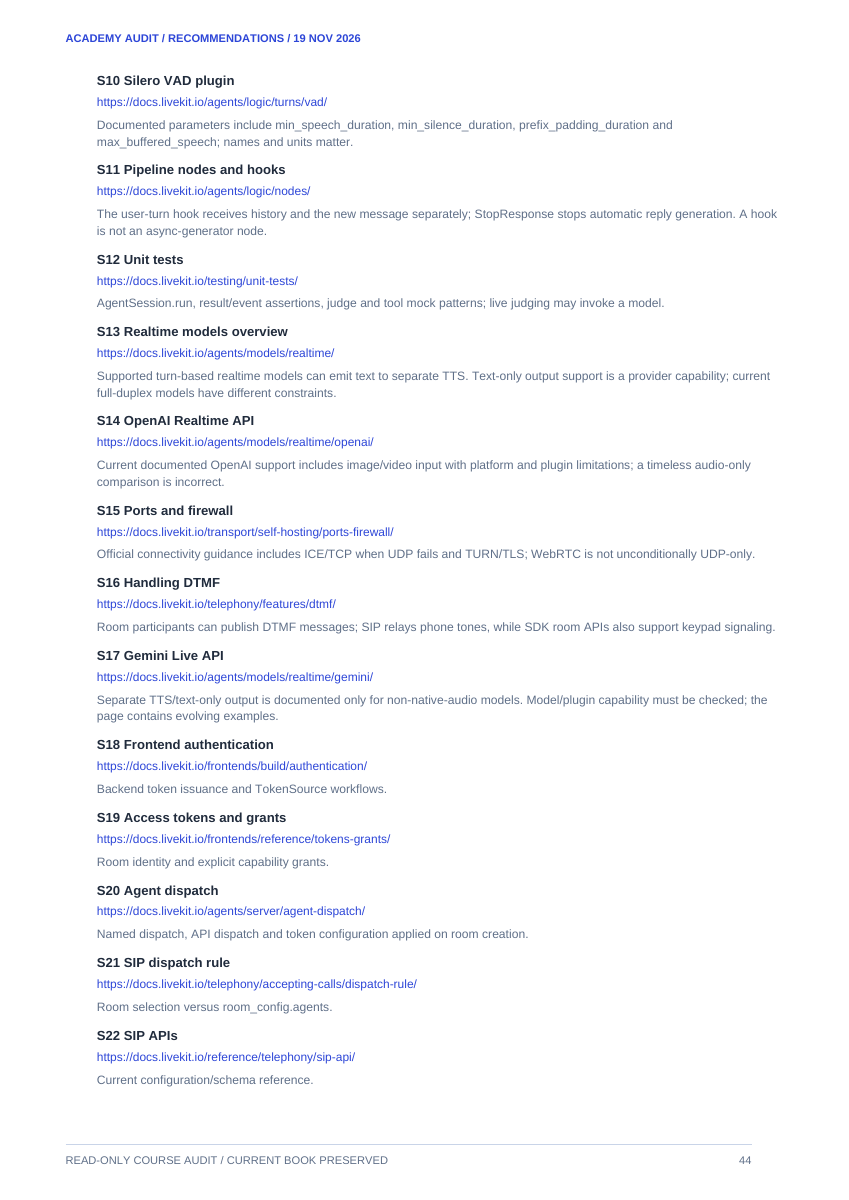 ACADEMY AUDIT / RECOMMENDATIONS / 19 NOV 2026
S10 Silero VAD plugin
https://docs.livekit.io/agents/logic/turns/vad/
Documented parameters include min_speech_duration, min_silence_duration, prefix_padding_duration and
max_buffered_speech; names and units matter.
S11 Pipeline nodes and hooks
https://docs.livekit.io/agents/logic/nodes/
The user-turn hook receives history and the new message separately; StopResponse stops automatic reply generation. A hook
is not an async-generator node.
S12 Unit tests
https://docs.livekit.io/testing/unit-tests/
AgentSession.run, result/event assertions, judge and tool mock patterns; live judging may invoke a model.
S13 Realtime models overview
https://docs.livekit.io/agents/models/realtime/
Supported turn-based realtime models can emit text to separate TTS. Text-only output support is a provider capability; current
full-duplex models have different constraints.
S14 OpenAI Realtime API
https://docs.livekit.io/agents/models/realtime/openai/
Current documented OpenAI support includes image/video input with platform and plugin limitations; a timeless audio-only
comparison is incorrect.
S15 Ports and firewall
https://docs.livekit.io/transport/self-hosting/ports-firewall/
Official connectivity guidance includes ICE/TCP when UDP fails and TURN/TLS; WebRTC is not unconditionally UDP-only.
S16 Handling DTMF
https://docs.livekit.io/telephony/features/dtmf/
Room participants can publish DTMF messages; SIP relays phone tones, while SDK room APIs also support keypad signaling.
S17 Gemini Live API
https://docs.livekit.io/agents/models/realtime/gemini/
Separate TTS/text-only output is documented only for non-native-audio models. Model/plugin capability must be checked; the
page contains evolving examples.
S18 Frontend authentication
https://docs.livekit.io/frontends/build/authentication/
Backend token issuance and TokenSource workflows.
S19 Access tokens and grants
https://docs.livekit.io/frontends/reference/tokens-grants/
Room identity and explicit capability grants.
S20 Agent dispatch
https://docs.livekit.io/agents/server/agent-dispatch/
Named dispatch, API dispatch and token configuration applied on room creation.
S21 SIP dispatch rule
https://docs.livekit.io/telephony/accepting-calls/dispatch-rule/
Room selection versus room_config.agents.
S22 SIP APIs
https://docs.livekit.io/reference/telephony/sip-api/
Current configuration/schema reference.
READ-ONLY COURSE AUDIT / CURRENT BOOK PRESERVED
44